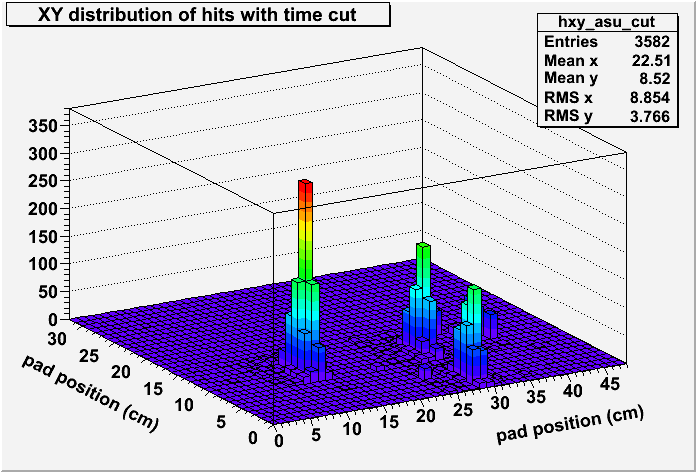 XY distribution of hits with time cut
hxy_asu_cut
Entries 3582
Mean x 22.51
Mean y 8.52
RMS x 8.854
RMS y 3.766
350
300
250
200
150
100
50
0
30
25
20
15
10
5
0
pad position (cm)
0
5
10
15
20
25
30
35
40
45
pad position (cm)